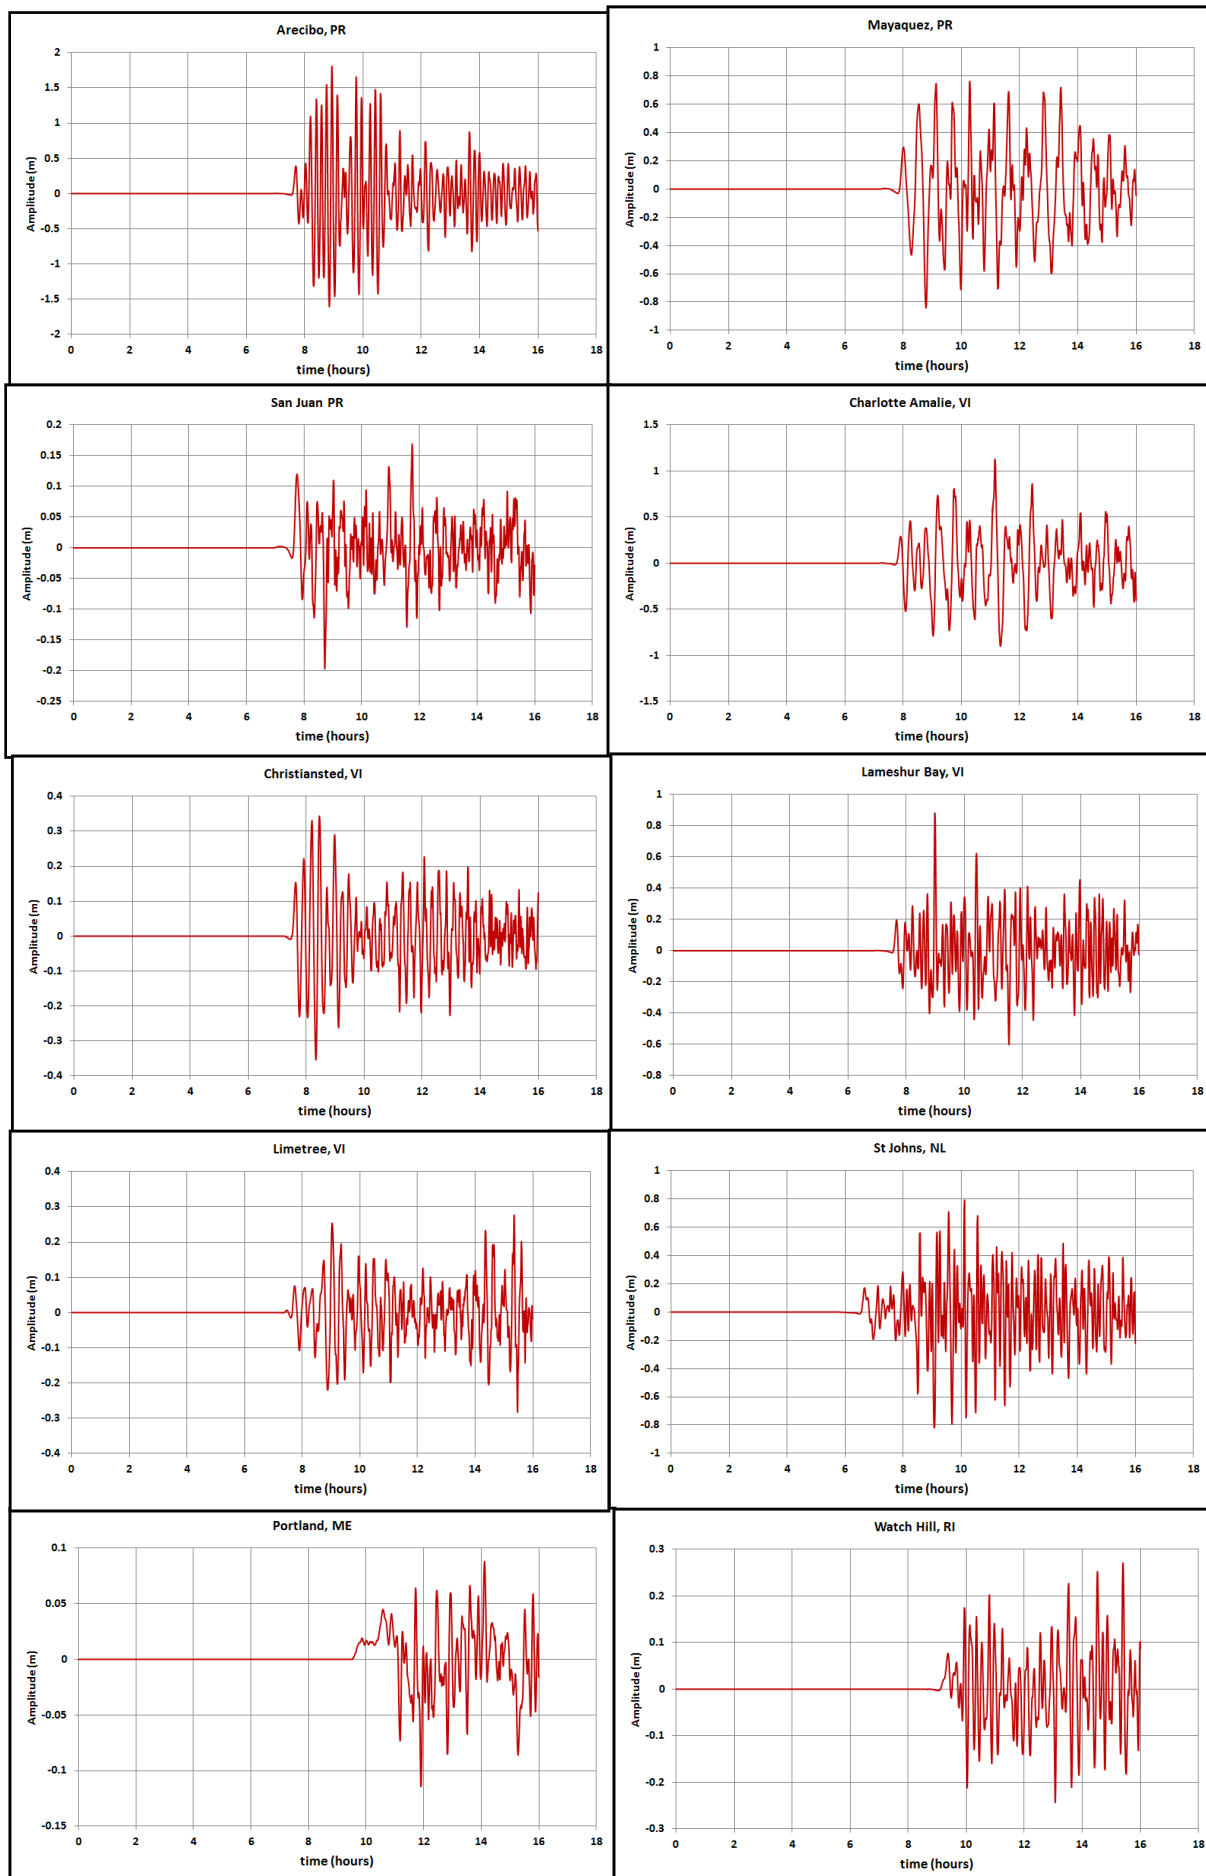 Arecibo, PR
Amplitude (m)
2
1.5
1
0.5
0
-0.5
-1
-1.5
-2
0 2 4 6 8 10 12 14 16 18
time (hours)
Mayaquez, PR
Amplitude (m)
1
0.8
0.6
0.4
0.2
0
-0.2
-0.4
-0.6
-0.8
-1
0 2 4 6 8 10 12 14 16 18
time (hours)
San Juan PR
Amplitude (m)
0.2
0.15
0.1
0.05
0
-0.05
-0.1
-0.15
-0.2
-0.25
0 2 4 6 8 10 12 14 16 18
time (hours)
Charlotte Amalie, VI
Amplitude (m)
1.5
1
0.5
0
-0.5
-1
-1.5
0 2 4 6 8 10 12 14 16 18
time (hours)
Christiansted, VI
Amplitude (m)
0.4
0.3
0.2
0.1
0
-0.1
-0.2
-0.3
-0.4
0 2 4 6 8 10 12 14 16 18
time (hours)
Lameshur Bay, VI
Amplitude (m)
1
0.8
0.6
0.4
0.2
0
-0.2
-0.4
-0.6
-0.8
0 2 4 6 8 10 12 14 16 18
time (hours)
Limetree, VI
Amplitude (m)
0.4
0.3
0.2
0.1
0
-0.1
-0.2
-0.3
-0.4
0 2 4 6 8 10 12 14 16 18
time (hours)
St Johns, NL
Amplitude (m)
1
0.8
0.6
0.4
0.2
0
-0.2
-0.4
-0.6
-0.8
-1
0 2 4 6 8 10 12 14 16 18
time (hours)
Portland, ME
Amplitude (m)
0.1
0.05
0
-0.05
-0.1
-0.15
0 2 4 6 8 10 12 14 16 18
time (hours)
Watch Hill, RI
Amplitude (m)
0.3
0.2
0.1
0
-0.1
-0.2
-0.3
0 2 4 6 8 10 12 14 16 18
time (hours)